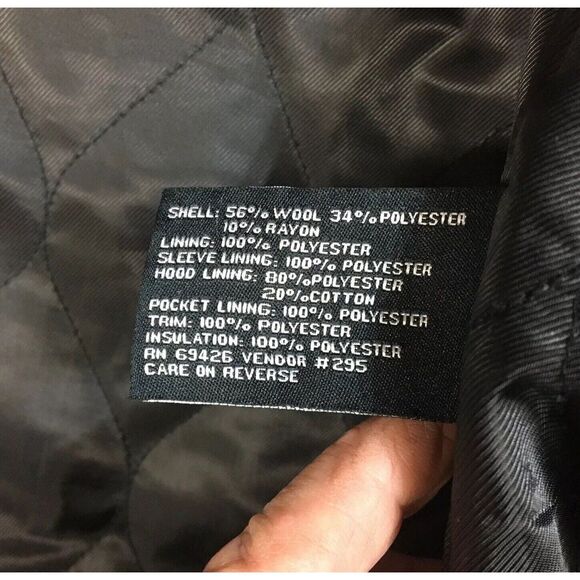 SHELL: 56% WOOL 34% POLYESTER
10% RAYON
LINING: 100% POLYESTER
SLEEVE LINING: 100% POLYESTER
HOOD LINING: 80% POLYESTER
20% COTTON
POCKET LINING: 100% POLYESTER
TRIM: 100% POLYESTER
INSULATION: 100% POLYESTER
RN 69426 VENDOR #295
CARE ON REVERSE